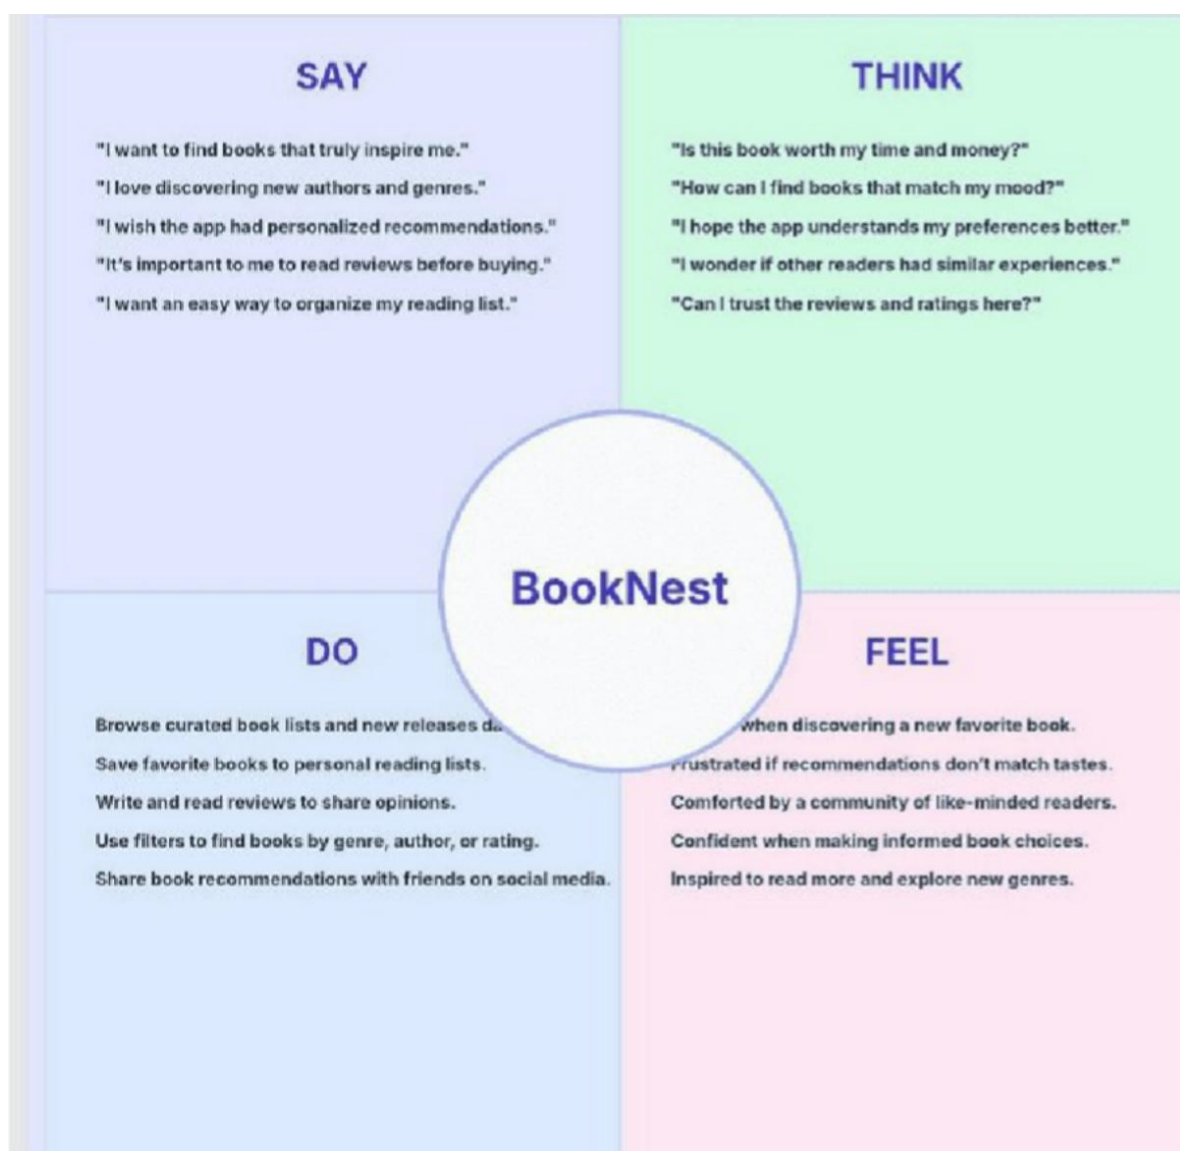 SAY
"I want to find books that truly inspire me."
"I love discovering new authors and genres."
"I wish the app had personalized recommendations."
"It's important to me to read reviews before buying."
"I want an easy way to organize my reading list."
THINK
"Is this book worth my time and money?"
"How can I find books that match my mood?"
"I hope the app understands my preferences better."
"I wonder if other readers had similar experiences."
"Can I trust the reviews and ratings here?"
BookNest
DO
Browse curated book lists and new releases
Save favorite books to personal reading lists.
Write and read reviews to share opinions.
Use filters to find books by genre, author, or rating.
Share book recommendations with friends on social media.
FEEL
when discovering a new favorite book.
Frustrated if recommendations don't match tastes.
Comforted by a community of like-minded readers.
Confident when making informed book choices.
Inspired to read more and explore new genres.